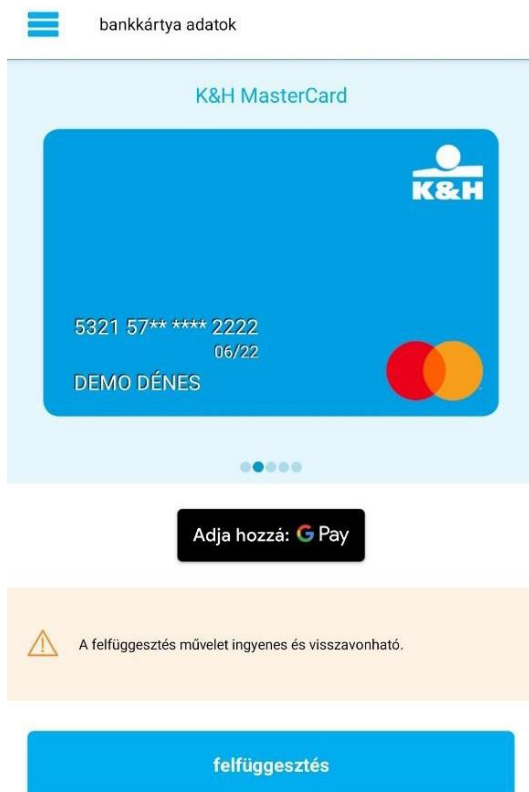 bankkártya adatok
K&H MasterCard
K&H
5321 57** **** 2222
06/22
DEMO DÉNES
Adja hozzá: G Pay
A felfüggesztés művelet ingyenes és visszavonható.
felfüggesztés